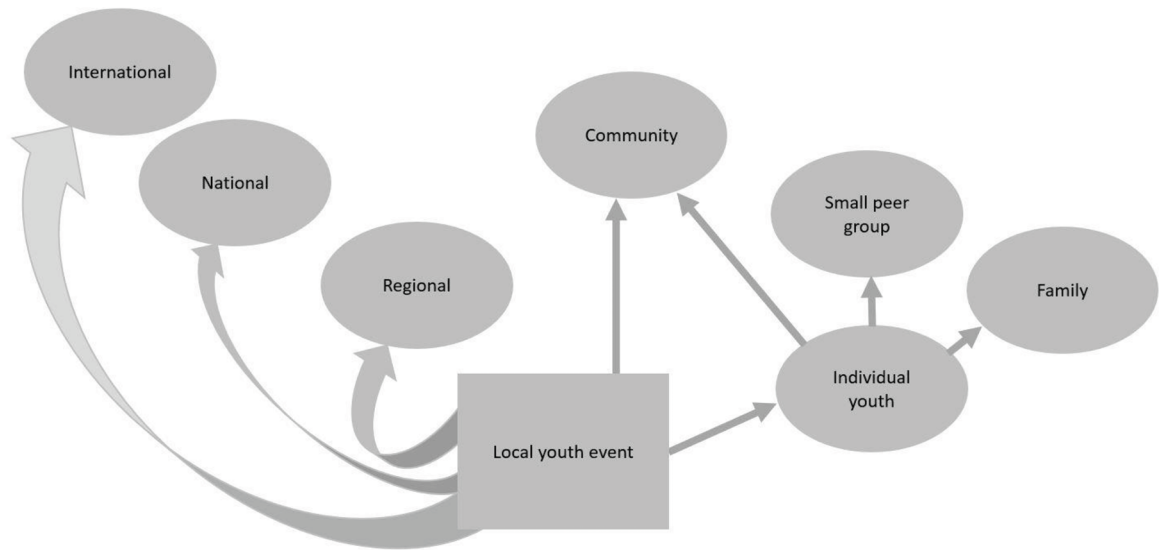 International
National
Regional
Community
Small peer
group
Family
Individual
youth
Local youth event